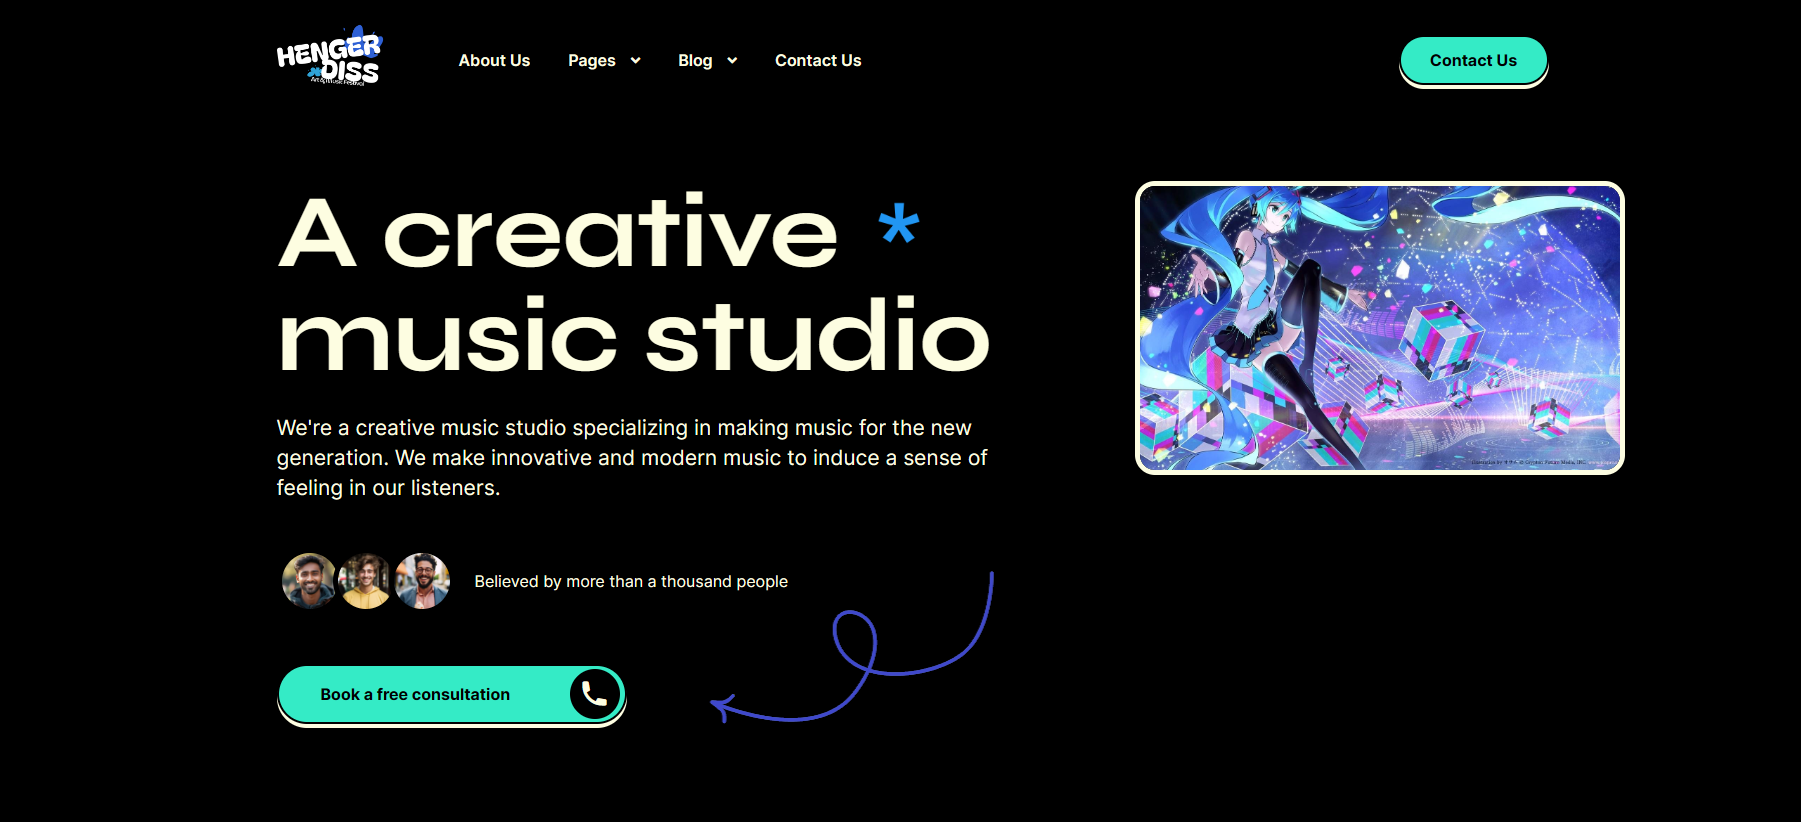 HENGER
DISS
Art & Music Festival
About Us
Pages
Blog
Contact Us
Contact Us
A creative *
music studio
We're a creative music studio specializing in making music for the new
generation. We make innovative and modern music to induce a sense of
feeling in our listeners.
Believed by more than a thousand people
Book a free consultation